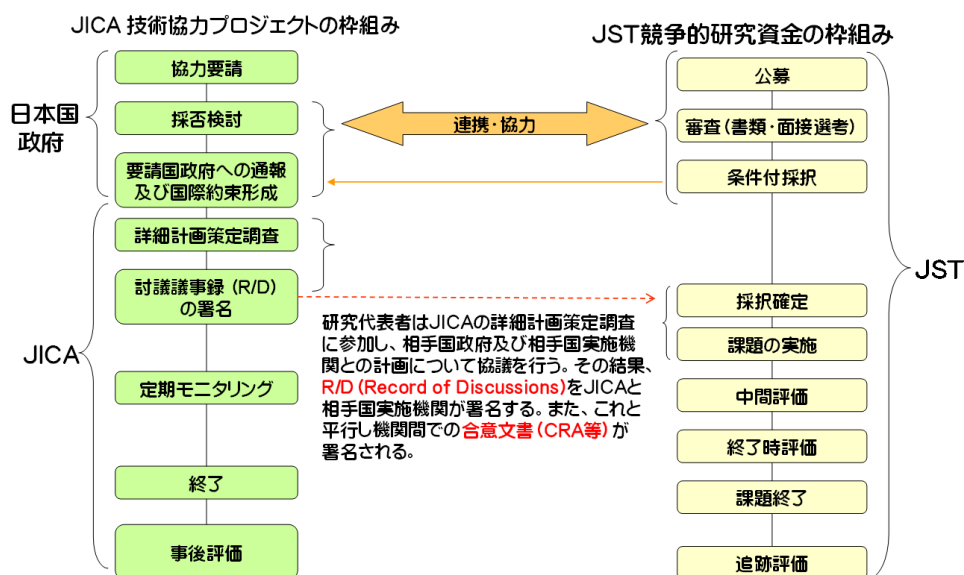 JICA 技術協力プロジェクトの枠組み
日本国
政府
協力要請
採否検討
要請国政府への通報
及び国際約束形成
JICA
詳細計画策定調査
討議議事録 (R/D)
の署名
定期モニタリング
終了
事後評価
連携・協力
研究代表者はJICAの詳細計画策定調査
に参加し、相手国政府及び相手国実施機
関との計画について協議を行う。その結果、
R/D (Record of Discussions)をJICAと
相手国実施機関が署名する。また、これと
平行し機関間での合意文書(CRA等)が
署名される。
JST競争的研究資金の枠組み
公募
審査(書類・面接選考)
条件付採択
採択確定
課題の実施
中間評価
終了時評価
課題終了
追跡評価
JST